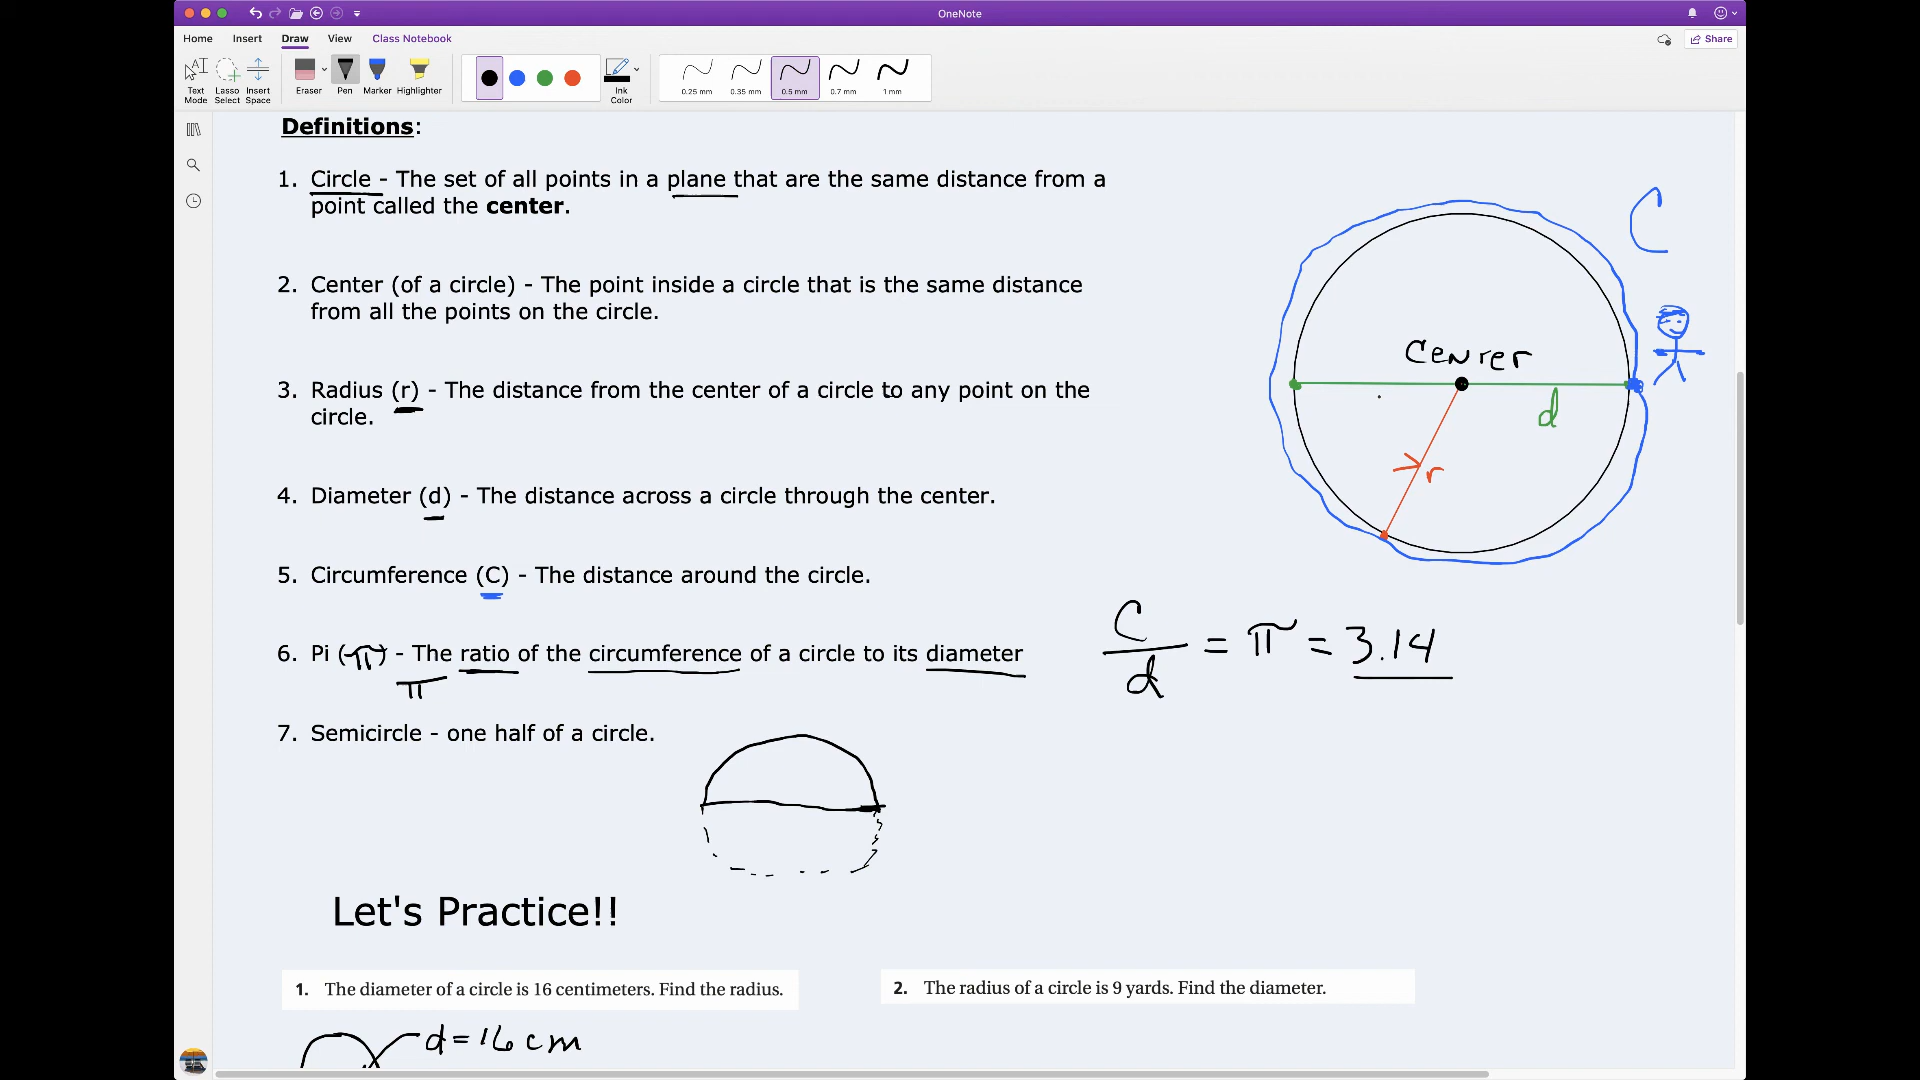 OneNote
Home Insert Draw View Class Notebook
Share
Text Mode
Lasso Select
Insert Space
Eraser
Pen
Marker
Highlighter
Ink Color
0.25 mm
0.35 mm
0.5 mm
0.7 mm
1 mm
Definitions:
1. Circle - The set of all points in a plane that are the same distance from a
point called the center.
2. Center (of a circle) - The point inside a circle that is the same distance
from all the points on the circle.
3. Radius (r) - The distance from the center of a circle to any point on the
circle.
4. Diameter (d) - The distance across a circle through the center.
5. Circumference (C) - The distance around the circle.
6. Pi (π) - The ratio of the circumference of a circle to its diameter
π
7. Semicircle - one half of a circle.
C
Center
d
r
C/d = π = 3.14
Let's Practice!!
1. The diameter of a circle is 16 centimeters. Find the radius.
2. The radius of a circle is 9 yards. Find the diameter.
d = 16 cm